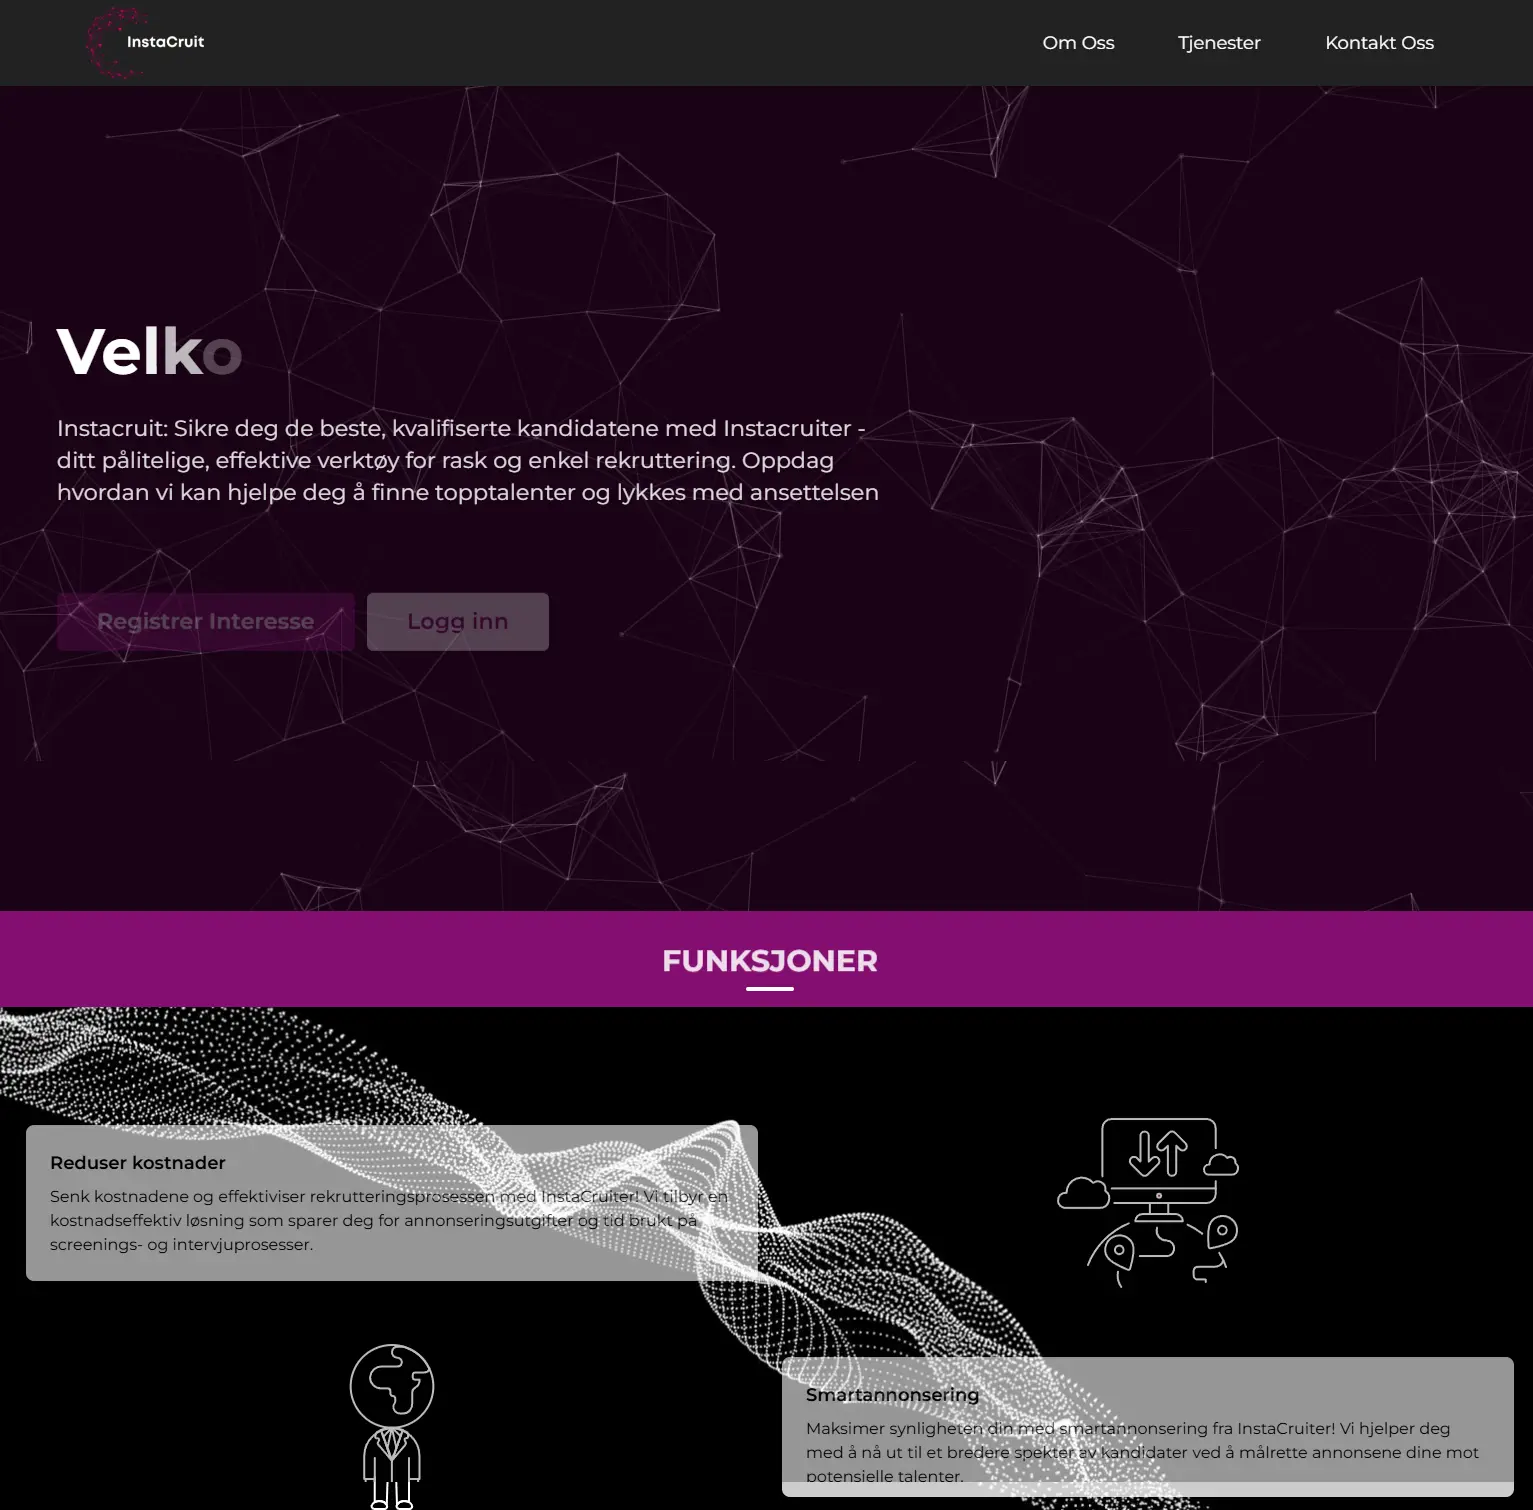 InstaCruit
Om Oss
Tjenester
Kontakt Oss
Velko
Instacruit: Sikre deg de beste, kvalifiserte kandidatene med Instacruiter -
ditt pålitelige, effektive verktøy for rask og enkel rekruttering. Oppdag
hvordan vi kan hjelpe deg å finne topptalenter og lykkes med ansettelsen
Registrer Interesse
Logg inn
FUNKSJONER
Reduser kostnader
Senk kostnadene og effektiviser rekrutteringsprosessen med InstaCruiter! Vi tilbyr en
kostnadseffektiv løsning som sparer deg for annonseringsutgifter og tid brukt på
screenings- og intervjuprosesser.
Smartannonsering
Maksimer synligheten din med smartannonsering fra InstaCruiter! Vi hjelper deg
med å nå ut til et bredere spekter av kandidater ved å målrette annonsene dine mot
potensielle talenter.